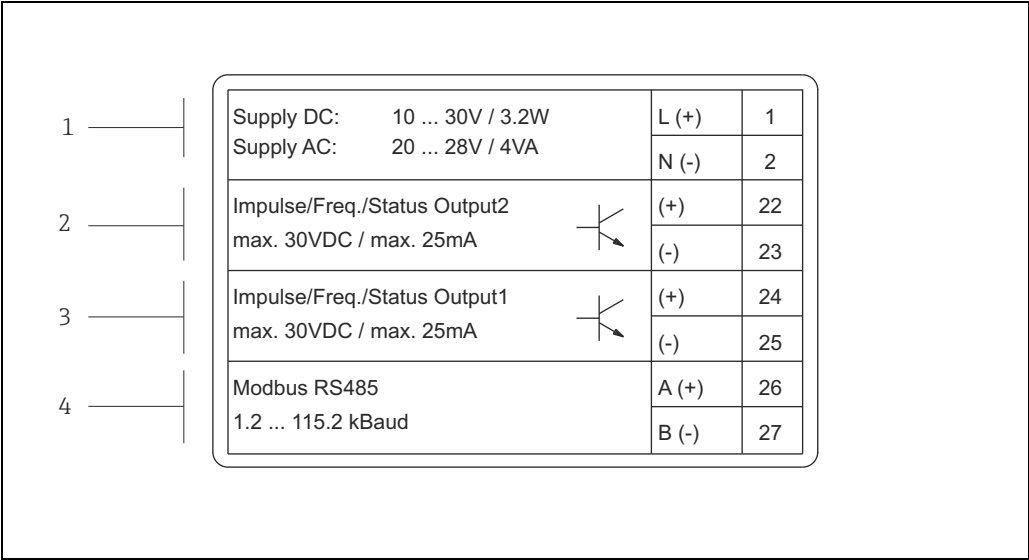 1
Supply DC: 10 ... 30V / 3.2W
Supply AC: 20 ... 28V / 4VA
L (+) 1
N (-) 2
2
Impulse/Freq./Status Output2
max. 30VDC / max. 25mA
(+) 22
(-) 23
3
Impulse/Freq./Status Output1
max. 30VDC / max. 25mA
(+) 24
(-) 25
4
Modbus RS485
1.2 ... 115.2 kBaud
A (+) 26
B (-) 27